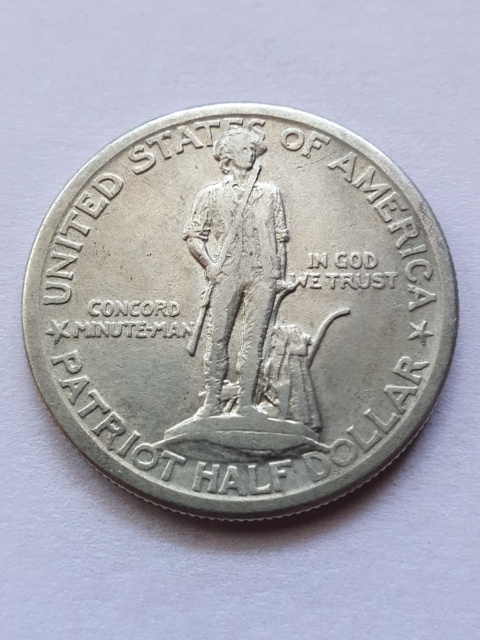 UNITED STATES OF AMERICA
IN GOD
WE TRUST
CONCORD
MINUTE-MAN
PATRIOT HALF DOLLAR